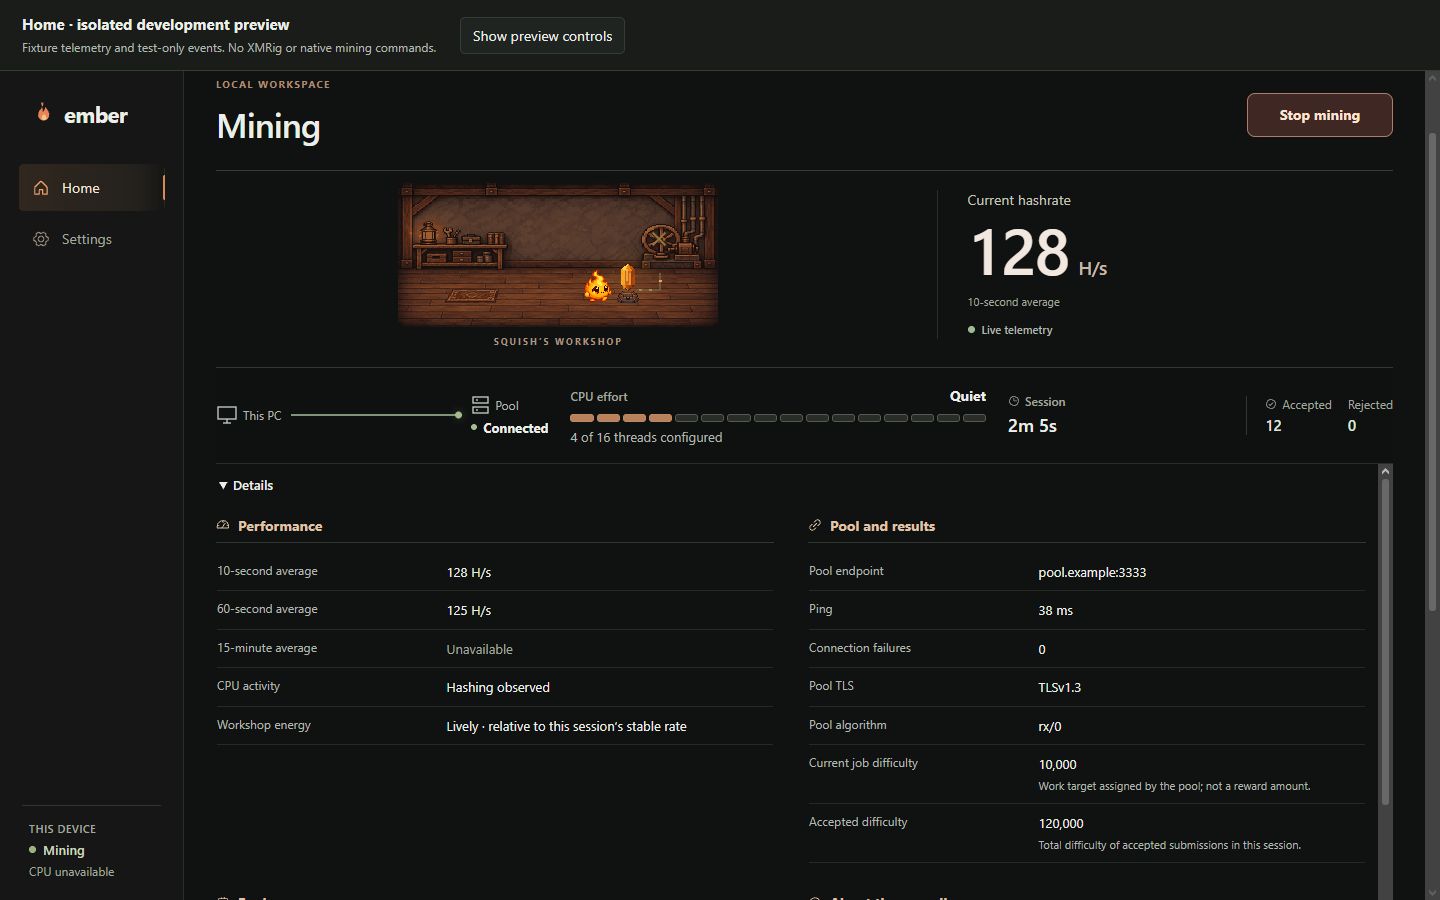 Home · isolated development preview
Fixture telemetry and test-only events. No XMRig or native mining commands.
Show preview controls
ember
Home
Settings
THIS DEVICE
Mining
CPU unavailable
LOCAL WORKSPACE
Mining
Stop mining
SQUISH'S WORKSHOP
Current hashrate
128 H/s
10-second average
Live telemetry
This PC
Pool
Connected
CPU effort
Quiet
4 of 16 threads configured
Session
2m 5s
Accepted
12
Rejected
0
Details
Performance
10-second average
128 H/s
60-second average
125 H/s
15-minute average
Unavailable
CPU activity
Hashing observed
Workshop energy
Lively · relative to this session's stable rate
Pool and results
Pool endpoint
pool.example:3333
Ping
38 ms
Connection failures
0
Pool TLS
TLSv1.3
Pool algorithm
rx/0
Current job difficulty
10,000
Work target assigned by the pool; not a reward amount.
Accepted difficulty
120,000
Total difficulty of accepted submissions in this session.